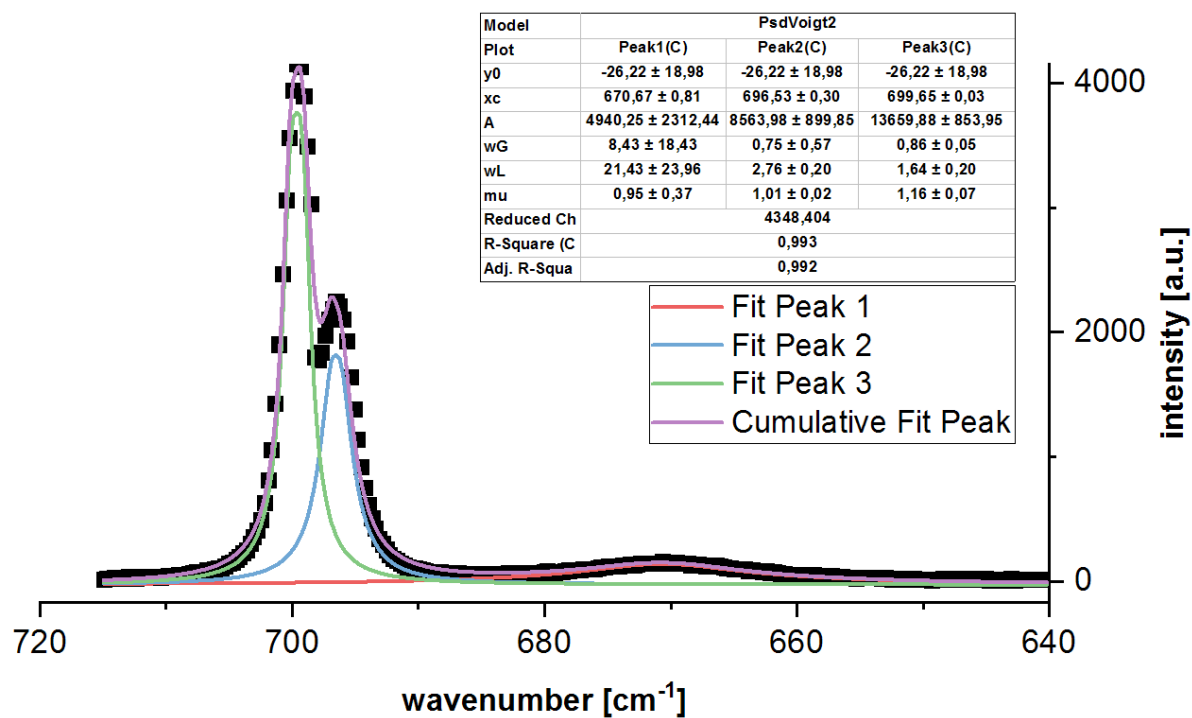 Model PsdVoigt2
Plot Peak1(C) Peak2(C) Peak3(C)
y0 -26,22 ± 18,98 -26,22 ± 18,98 -26,22 ± 18,98
xc 670,67 ± 0,81 696,53 ± 0,30 699,65 ± 0,03
A 4940,25 ± 2312,44 8563,98 ± 899,85 13659,88 ± 853,95
wG 8,43 ± 18,43 0,75 ± 0,57 0,86 ± 0,05
wL 21,43 ± 23,96 2,76 ± 0,20 1,64 ± 0,20
mu 0,95 ± 0,37 1,01 ± 0,02 1,16 ± 0,07
Reduced Ch 4348,404
R-Square (C 0,993
Adj. R-Squa 0,992
Fit Peak 1
Fit Peak 2
Fit Peak 3
Cumulative Fit Peak
4000
2000
0
intensity [a.u.]
720 700 680 660 640
wavenumber [cm⁻¹]